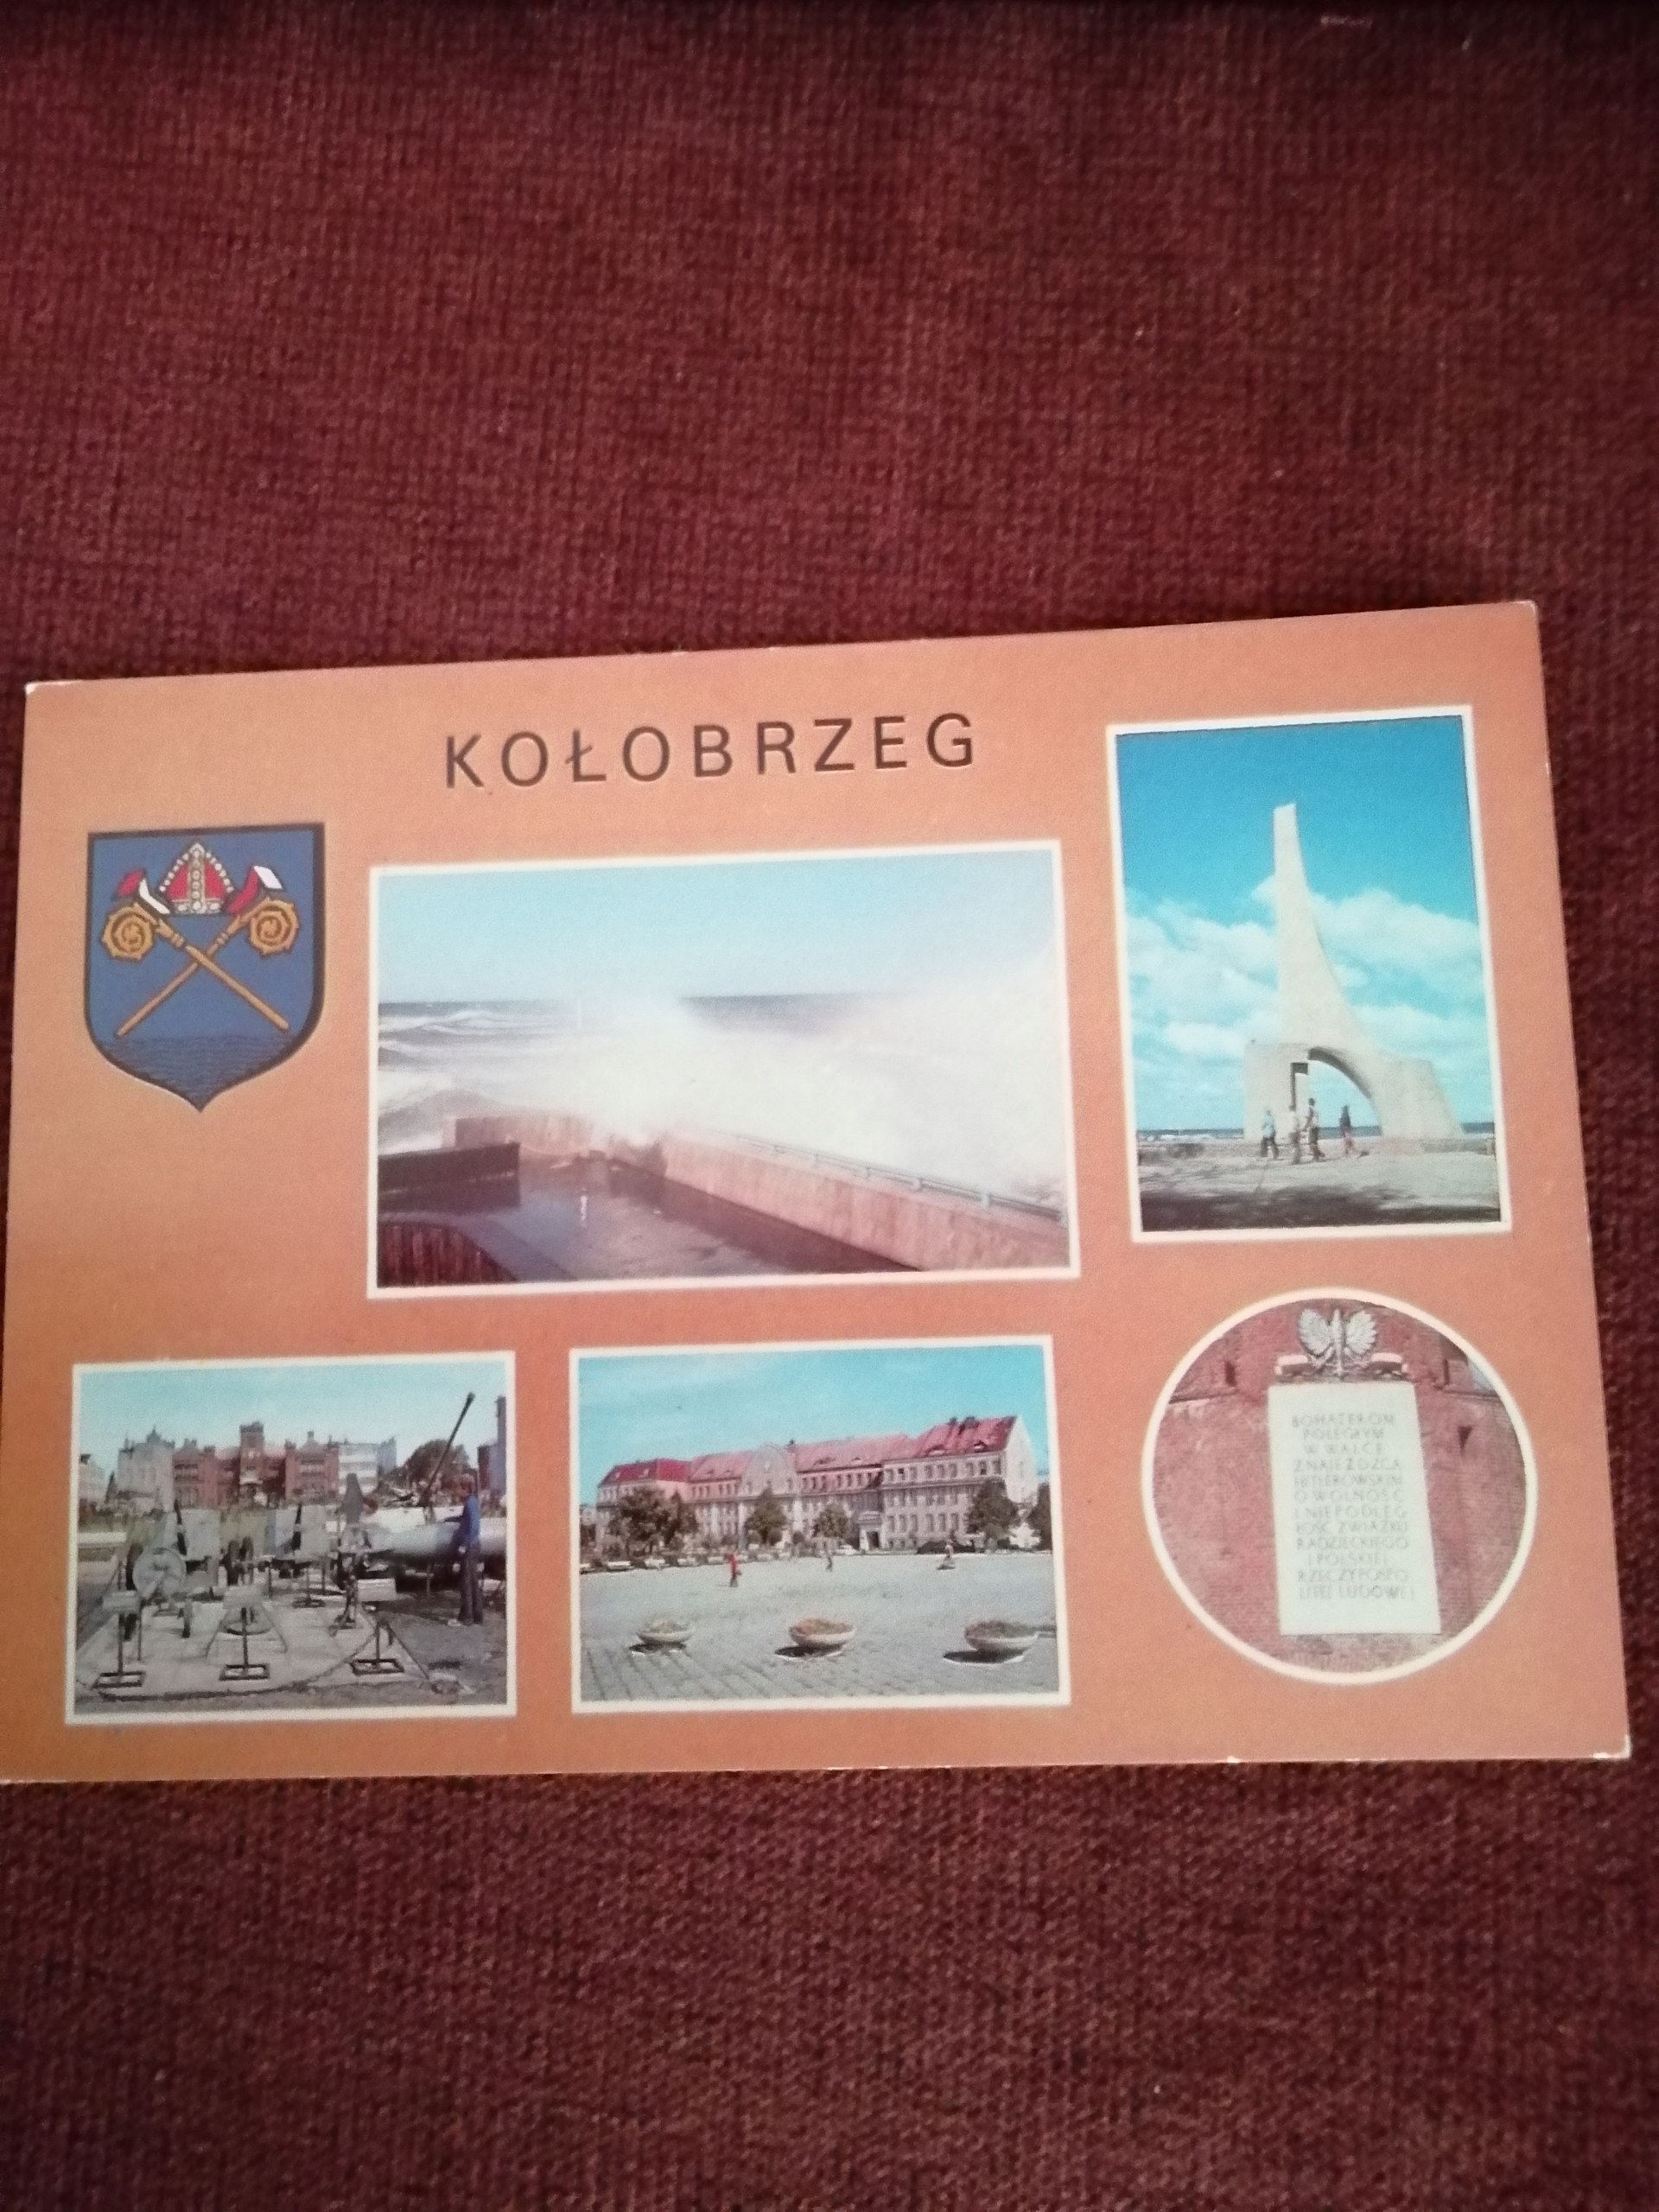 KOŁOBRZEG
BOHATEROM
POLEGŁYM
W WALCE
Z NAJEŹDŹCĄ
HITLEROWSKIM
O WOLNOŚĆ
I NIEPODLEG
ŁOŚĆ ZWIĄZKU
RADZIECKIEGO
I POLSKIEJ
RZECZYPOSPO
LITEJ LUDOWEJ